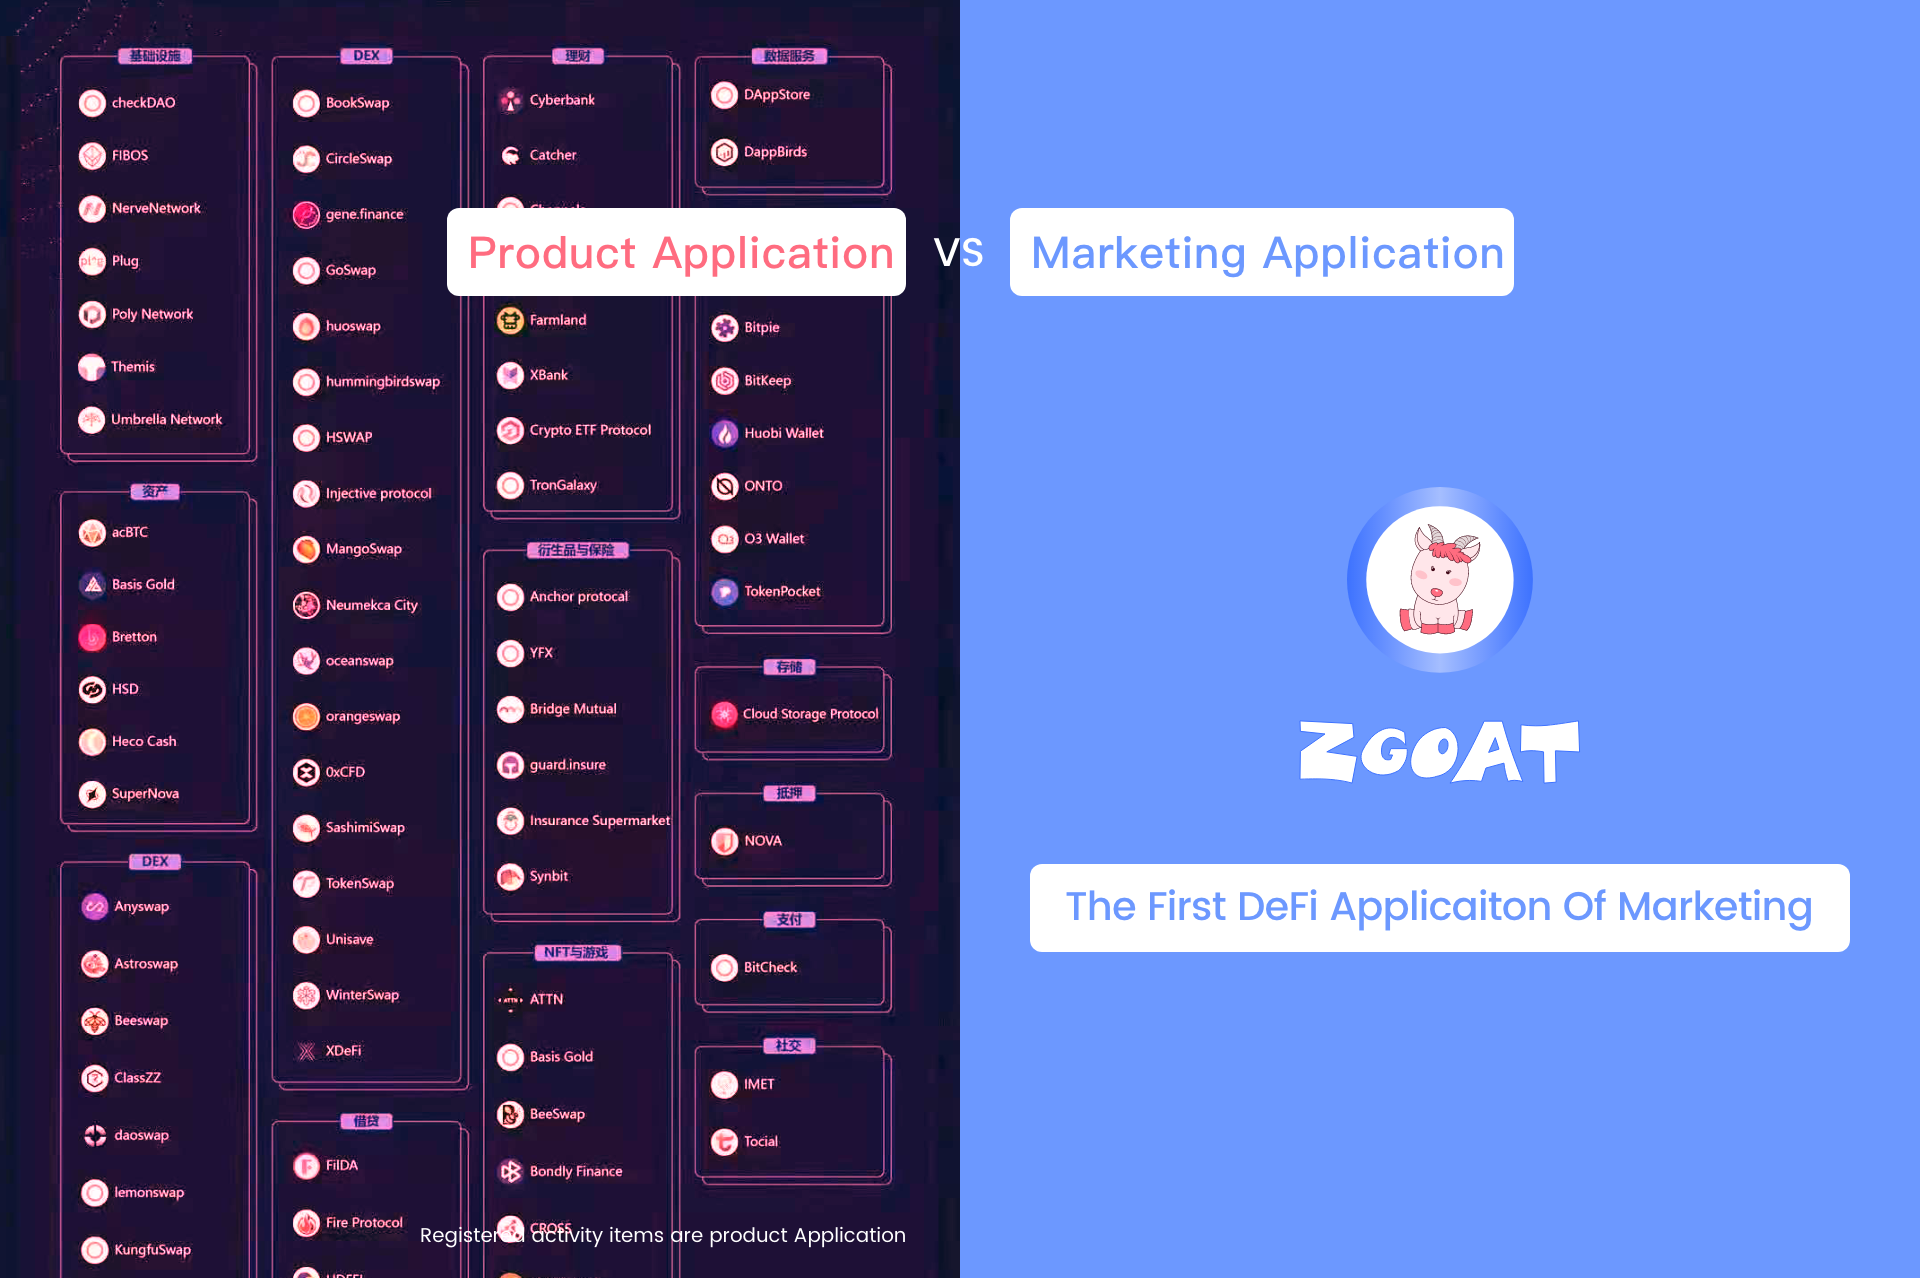 基础设施
checkDAO
FIBOS
NerveNetwork
Plug
Poly Network
Themis
Umbrella Network
资产
acBTC
Basis Gold
Bretton
HSD
Heco Cash
SuperNova
DEX
Anyswap
Astroswap
Beeswap
ClassZZ
daoswap
lemonswap
KungfuSwap
DEX
BookSwap
CircleSwap
gene.finance
GoSwap
huoswap
hummingbirdswap
HSWAP
Injective protocol
MangoSwap
Neumekca City
oceanswap
orangeswap
0xCFD
SashimiSwap
TokenSwap
Unisave
WinterSwap
XDeFi
借贷
FilDA
Fire Protocol
理财
Cyberbank
Catcher
Farmland
XBank
Crypto ETF Protocol
TronGalaxy
衍生品与保险
Anchor protocal
YFX
Bridge Mutual
guard.insure
Insurance Supermarket
Synbit
NFT与游戏
ATTN
Basis Gold
BeeSwap
Bondly Finance
CROSS
数据服务
DAppStore
DappBirds
Bitpie
BitKeep
Huobi Wallet
ONTO
O3 Wallet
TokenPocket
存储
Cloud Storage Protocol
抵押
NOVA
支付
BitCheck
社交
IMET
Tocial
Product Application
VS
Marketing Application
ZGOAT
The First DeFi Applicaiton Of Marketing
Registered activity items are product Application